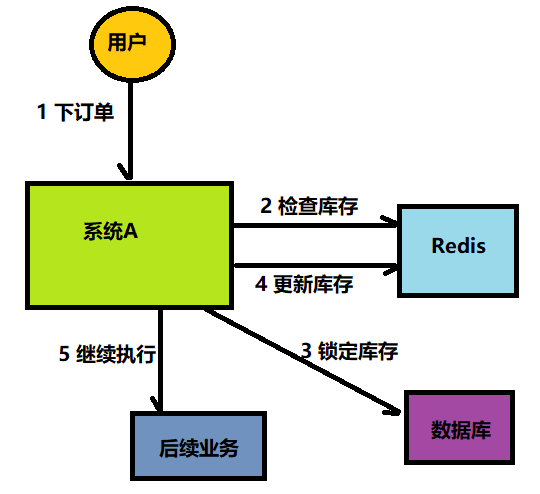 用户
1 下订单
系统A
2 检查库存
Redis
4 更新库存
3 锁定库存
5 继续执行
数据库
后续业务